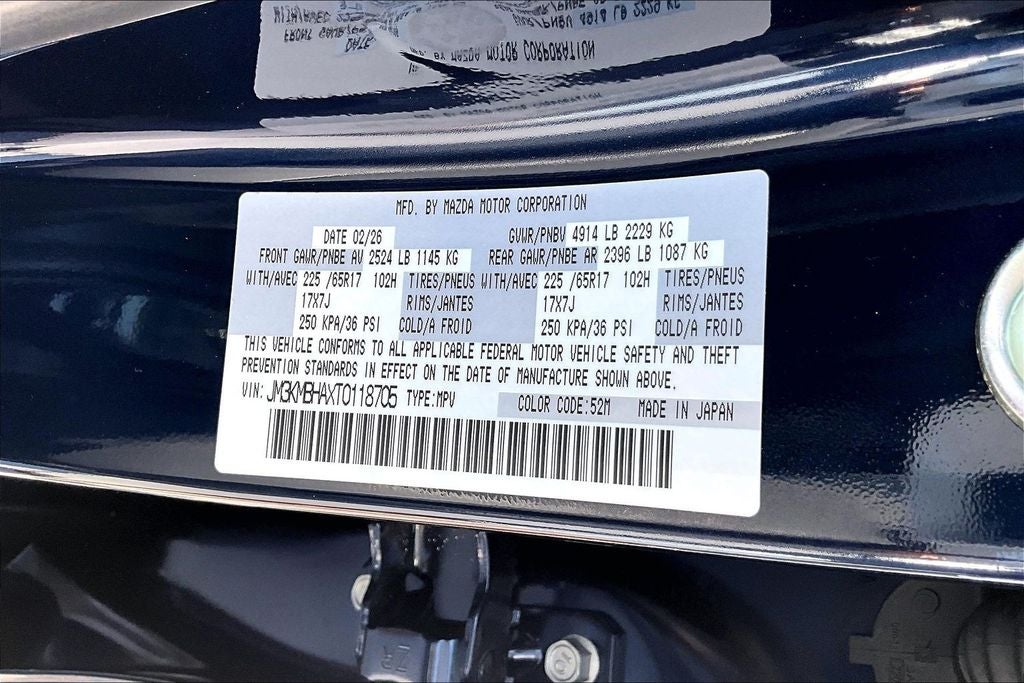 MFD. BY MAZDA MOTOR CORPORATION
DATE 02/26 GVWR/PNBV 4914 LB 2229 KG
FRONT GAWR/PNBE AV 2524 LB 1145 KG REAR GAWR/PNBE AR 2396 LB 1087 KG
WITH/AVEC 225 /65R17 102H TIRES/PNEUS WITH/AVEC 225 /65R17 102H TIRES/PNEUS
17X7J RIMS/JANTES 17X7J RIMS/JANTES
250 KPA/36 PSI COLD/A FROID 250 KPA/36 PSI COLD/A FROID
THIS VEHICLE CONFORMS TO ALL APPLICABLE FEDERAL MOTOR VEHICLE SAFETY AND THEFT
PREVENTION STANDARDS IN EFFECT ON THE DATE OF MANUFACTURE SHOWN ABOVE.
VIN: JM3KMBHAXT0118705 TYPE:MPV COLOR CODE:52M MADE IN JAPAN